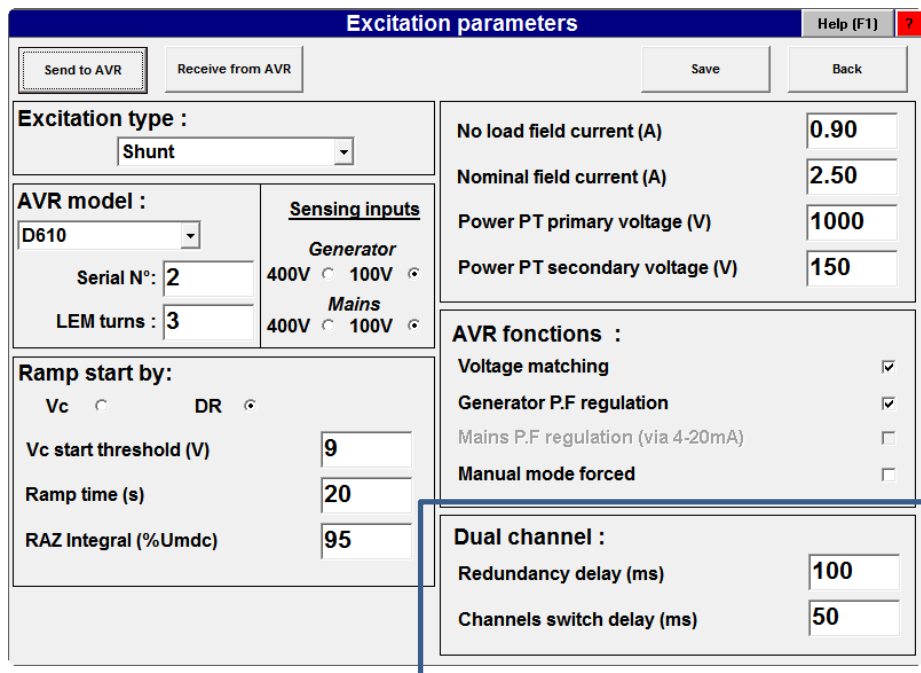 Excitation parameters
Help (F1)
?
Send to AVR
Receive from AVR
Save
Back
Excitation type :
Shunt
AVR model :
D610
Serial N°: 2
LEM turns : 3
Sensing inputs
Generator
400V 100V
Mains
400V 100V
Ramp start by:
Vc DR
Vc start threshold (V) 9
Ramp time (s) 20
RAZ Integral (%Umdc) 95
No load field current (A) 0.90
Nominal field current (A) 2.50
Power PT primary voltage (V) 1000
Power PT secondary voltage (V) 150
AVR fonctions :
Voltage matching
Generator P.F regulation
Mains P.F regulation (via 4-20mA)
Manual mode forced
Dual channel :
Redundancy delay (ms) 100
Channels switch delay (ms) 50